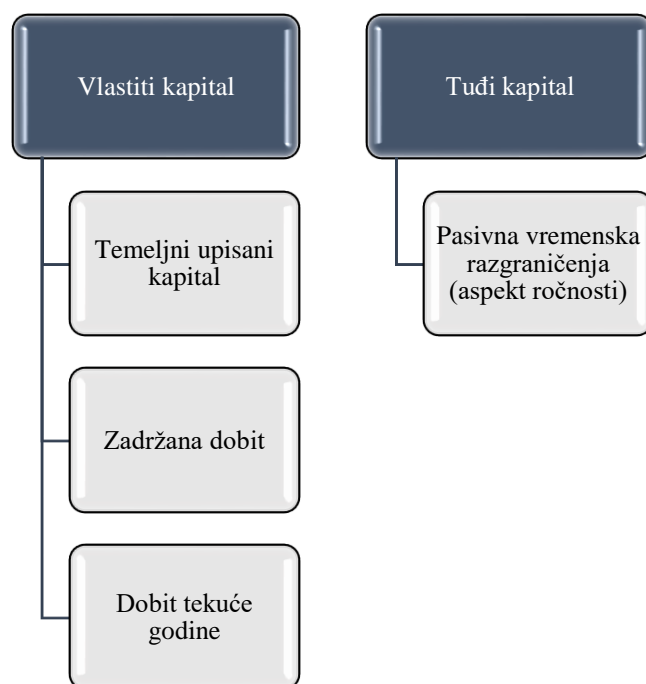 Vlastiti kapital
Temeljni upisani
kapital
Zadržana dobit
Dobit tekuće
godine
Tuđi kapital
Pasivna vremenska
razgraničenja
(aspekt ročnosti)